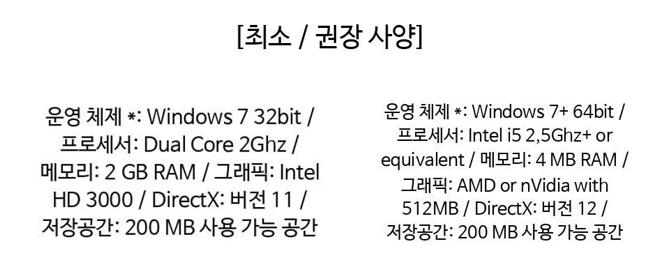 [최소 / 권장 사양]
운영 체제 *: Windows 7 32bit /
프로세서: Dual Core 2Ghz /
메모리: 2 GB RAM / 그래픽: Intel
HD 3000 / DirectX: 버전 11 /
저장공간: 200 MB 사용 가능 공간
운영 체제 *: Windows 7+ 64bit /
프로세서: Intel i5 2,5Ghz+ or
equivalent / 메모리: 4 MB RAM /
그래픽: AMD or nVidia with
512MB / DirectX: 버전 12 /
저장공간: 200 MB 사용 가능 공간